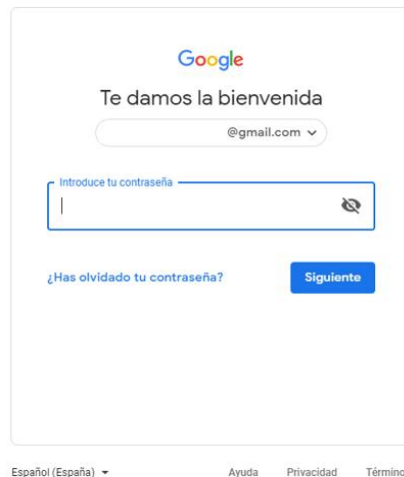 Google
Te damos la bienvenida
@gmail.com
Introduce tu contraseña
¿Has olvidado tu contraseña? Siguiente
Español (España) Ayuda Privacidad Término